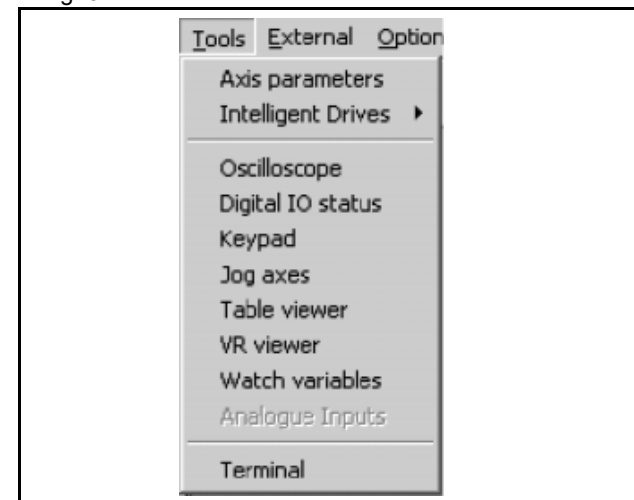 Tools External Option
Axis parameters
Intelligent Drives
Oscilloscope
Digital IO status
Keypad
Jog axes
Table viewer
VR viewer
Watch variables
Analogue Inputs
Terminal